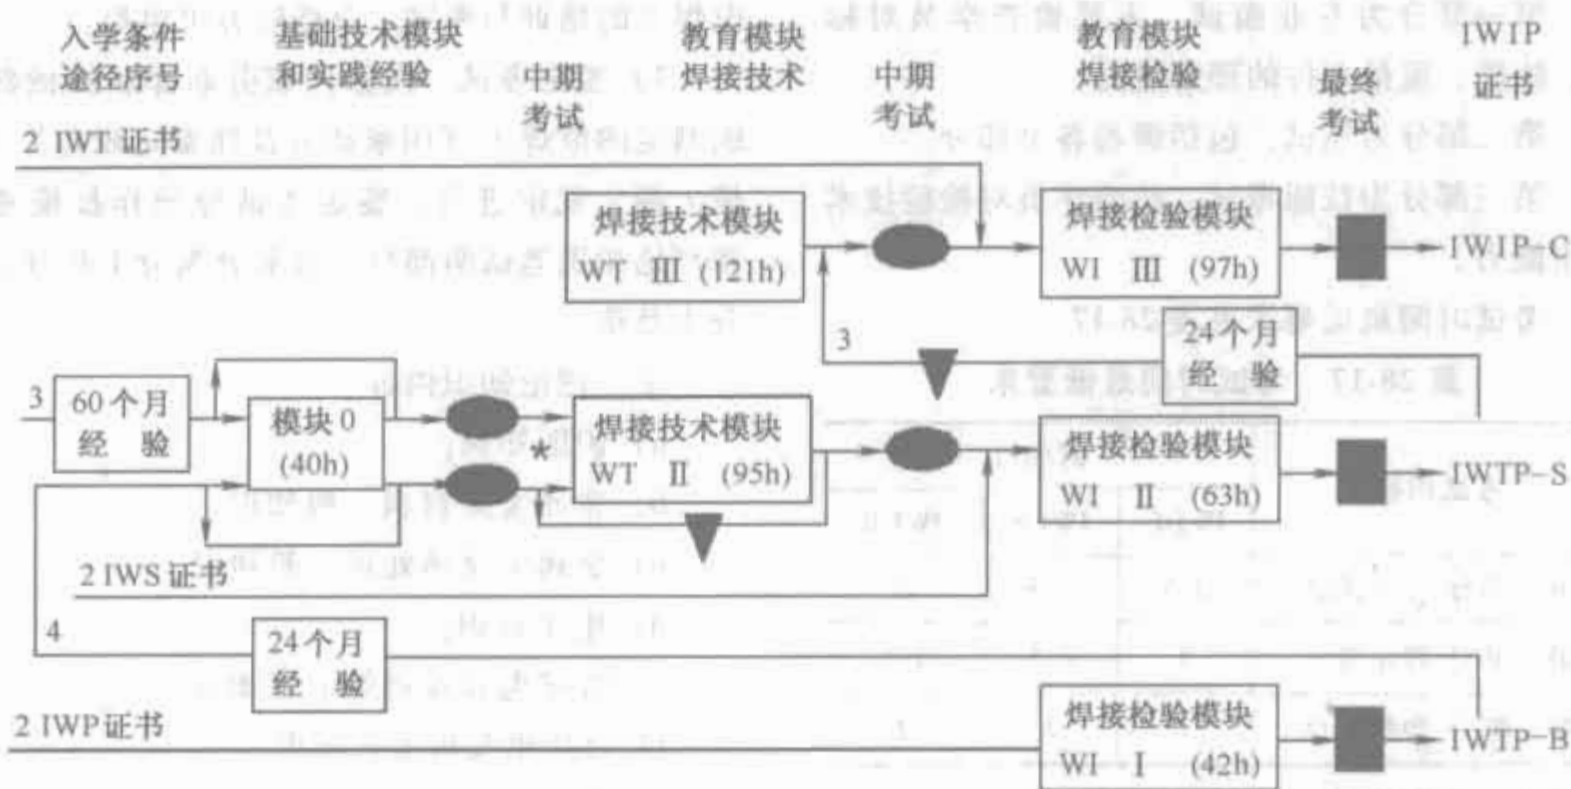 入学条件
途径序号
基础技术模块
和实践经验
中期
考试
教育模块
焊接技术
中期
考试
教育模块
焊接检验
最终
考试
IWIP
证书
2 IWT 证书
焊接技术模块
WT Ⅲ (121h)
焊接检验模块
WI Ⅲ (97h)
IWIP-C
3
24个月
经 验
3
60个月
经 验
模块 0
(40h)
*
焊接技术模块
WT Ⅱ (95h)
焊接检验模块
WI Ⅱ (63h)
IWTP-S
2 IWS 证书
4
24个月
经 验
2 IWP证书
焊接检验模块
WI Ⅰ (42h)
IWTP-B